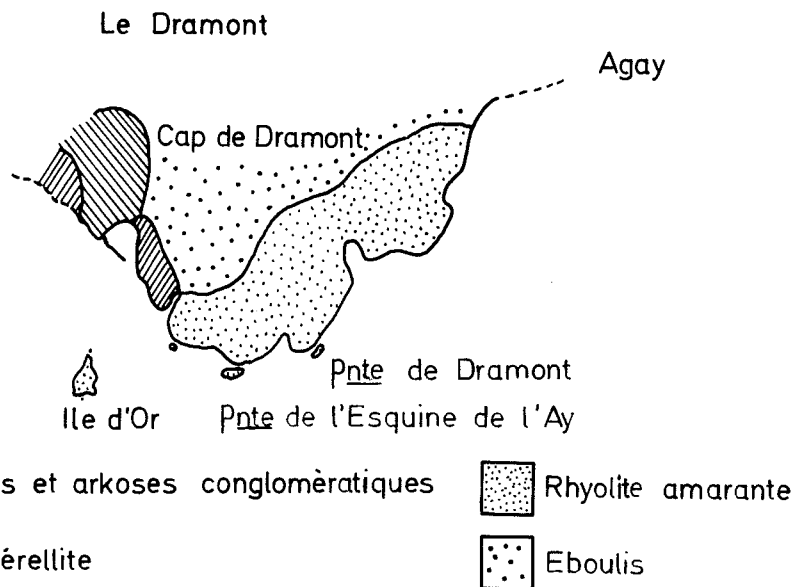 Le Dramont
Agay
Cap de Dramont
Pnte de Dramont
Ile d'Or
Pnte de l'Esquine de l'Ay
s et arkoses conglomèratiques
Rhyolite amarante
érellite
Eboulis